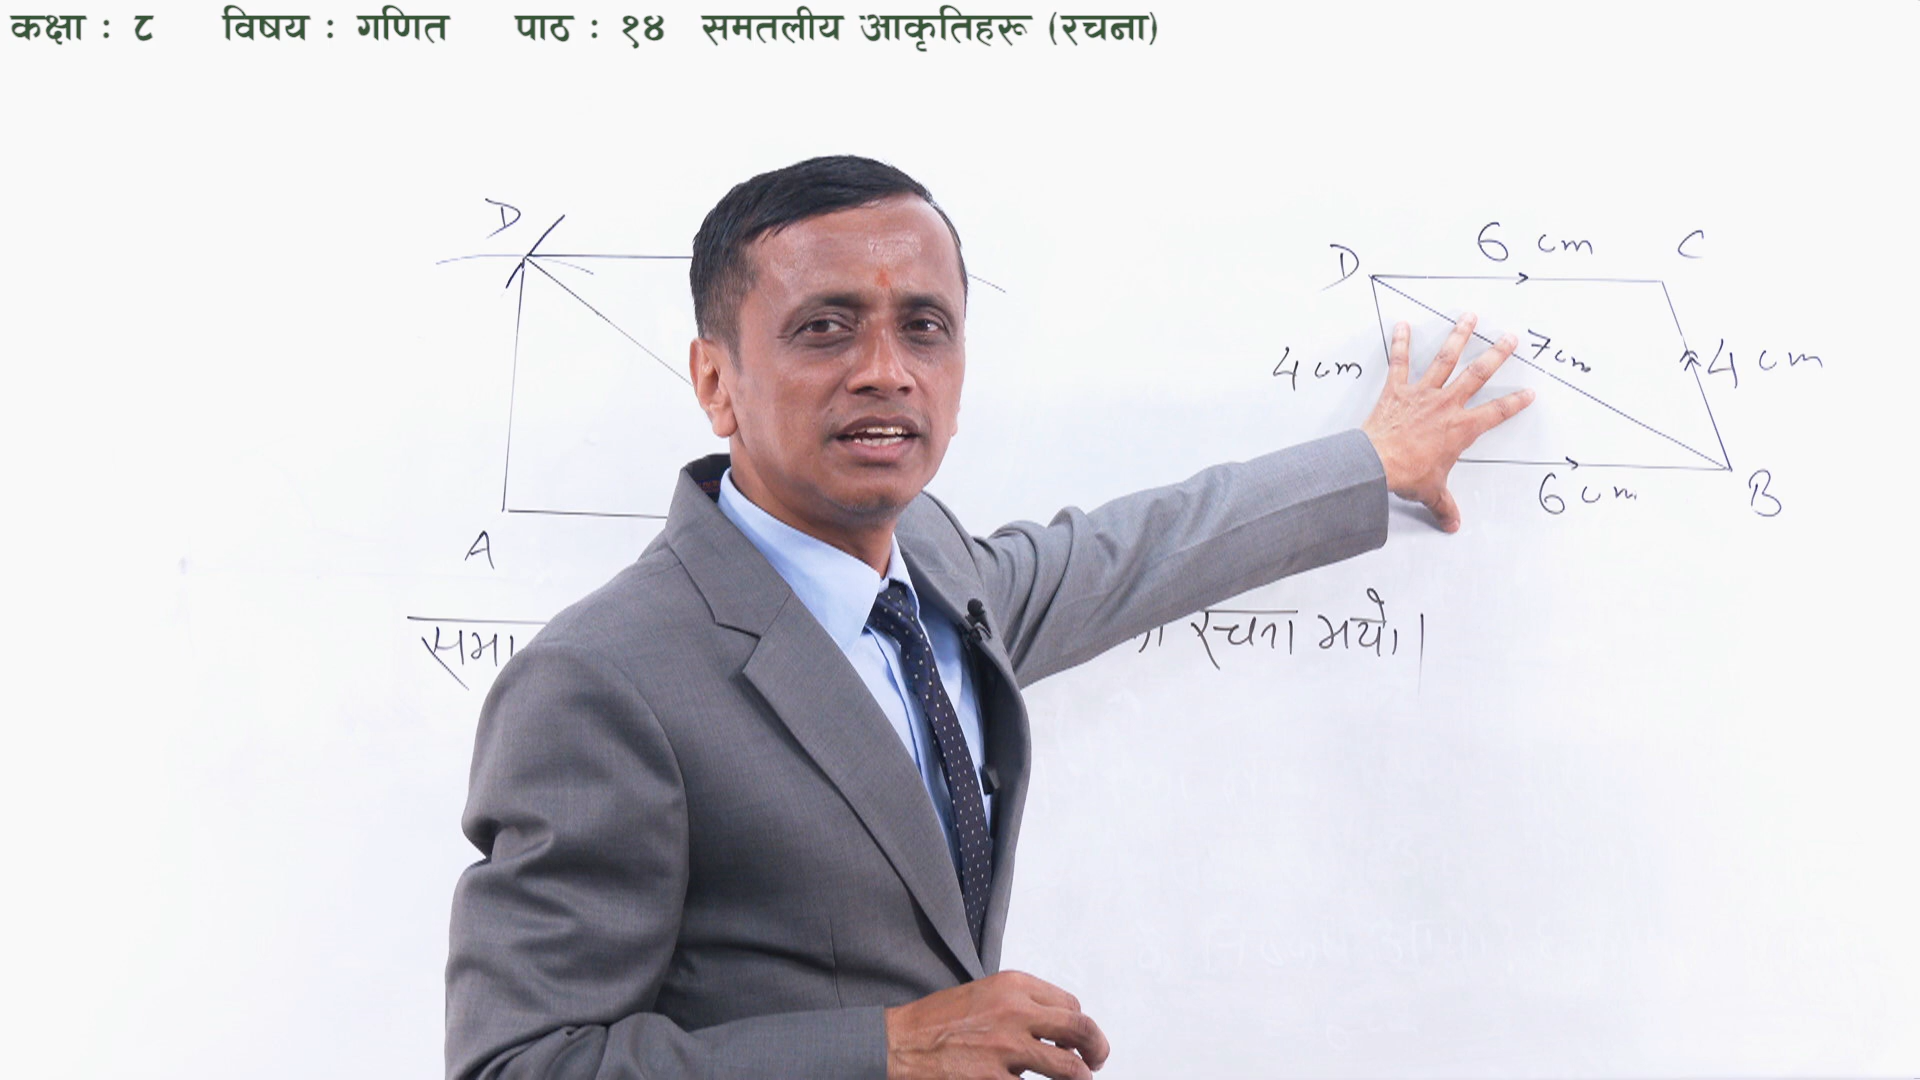 कक्षा : ८ विषय : गणित पाठ : १४ समतलीय आकृतिहरू (रचना)
D
A
D 6 cm C
4 cm 7cm 4 cm
6 cm B
समा
रचना भयो।